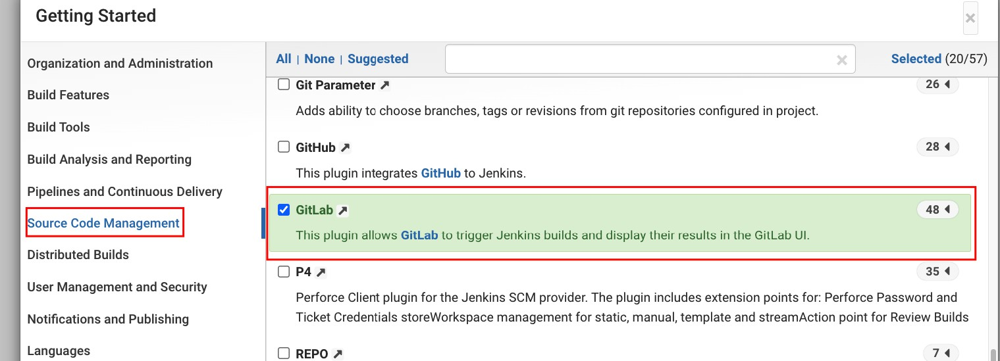 Getting Started
×
Organization and Administration
Build Features
Build Tools
Build Analysis and Reporting
Pipelines and Continuous Delivery
Source Code Management
Distributed Builds
User Management and Security
Notifications and Publishing
Languages
All | None | Suggested
×
Selected (20/57)
Git Parameter ↗ 26 ◀
Adds ability to choose branches, tags or revisions from git repositories configured in project.
GitHub ↗ 28 ◀
This plugin integrates GitHub to Jenkins.
GitLab ↗ 48 ◀
This plugin allows GitLab to trigger Jenkins builds and display their results in the GitLab UI.
P4 ↗ 35 ◀
Perforce Client plugin for the Jenkins SCM provider. The plugin includes extension points for: Perforce Password and
Ticket Credentials storeWorkspace management for static, manual, template and streamAction point for Review Builds
REPO ↗ 7 ◀